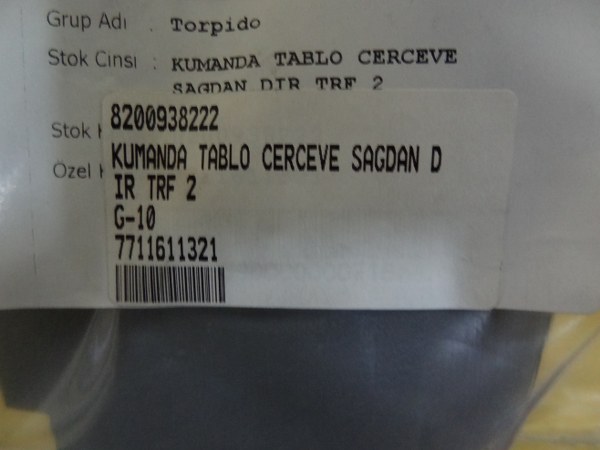 Grup Adı : Torpido
Stok Cinsi : KUMANDA TABLO CERCEVE
SAGDAN DIR TRF 2
Stok
Özel
8200938222
KUMANDA TABLO CERCEVE SAGDAN D
IR TRF 2
G-10
7711611321